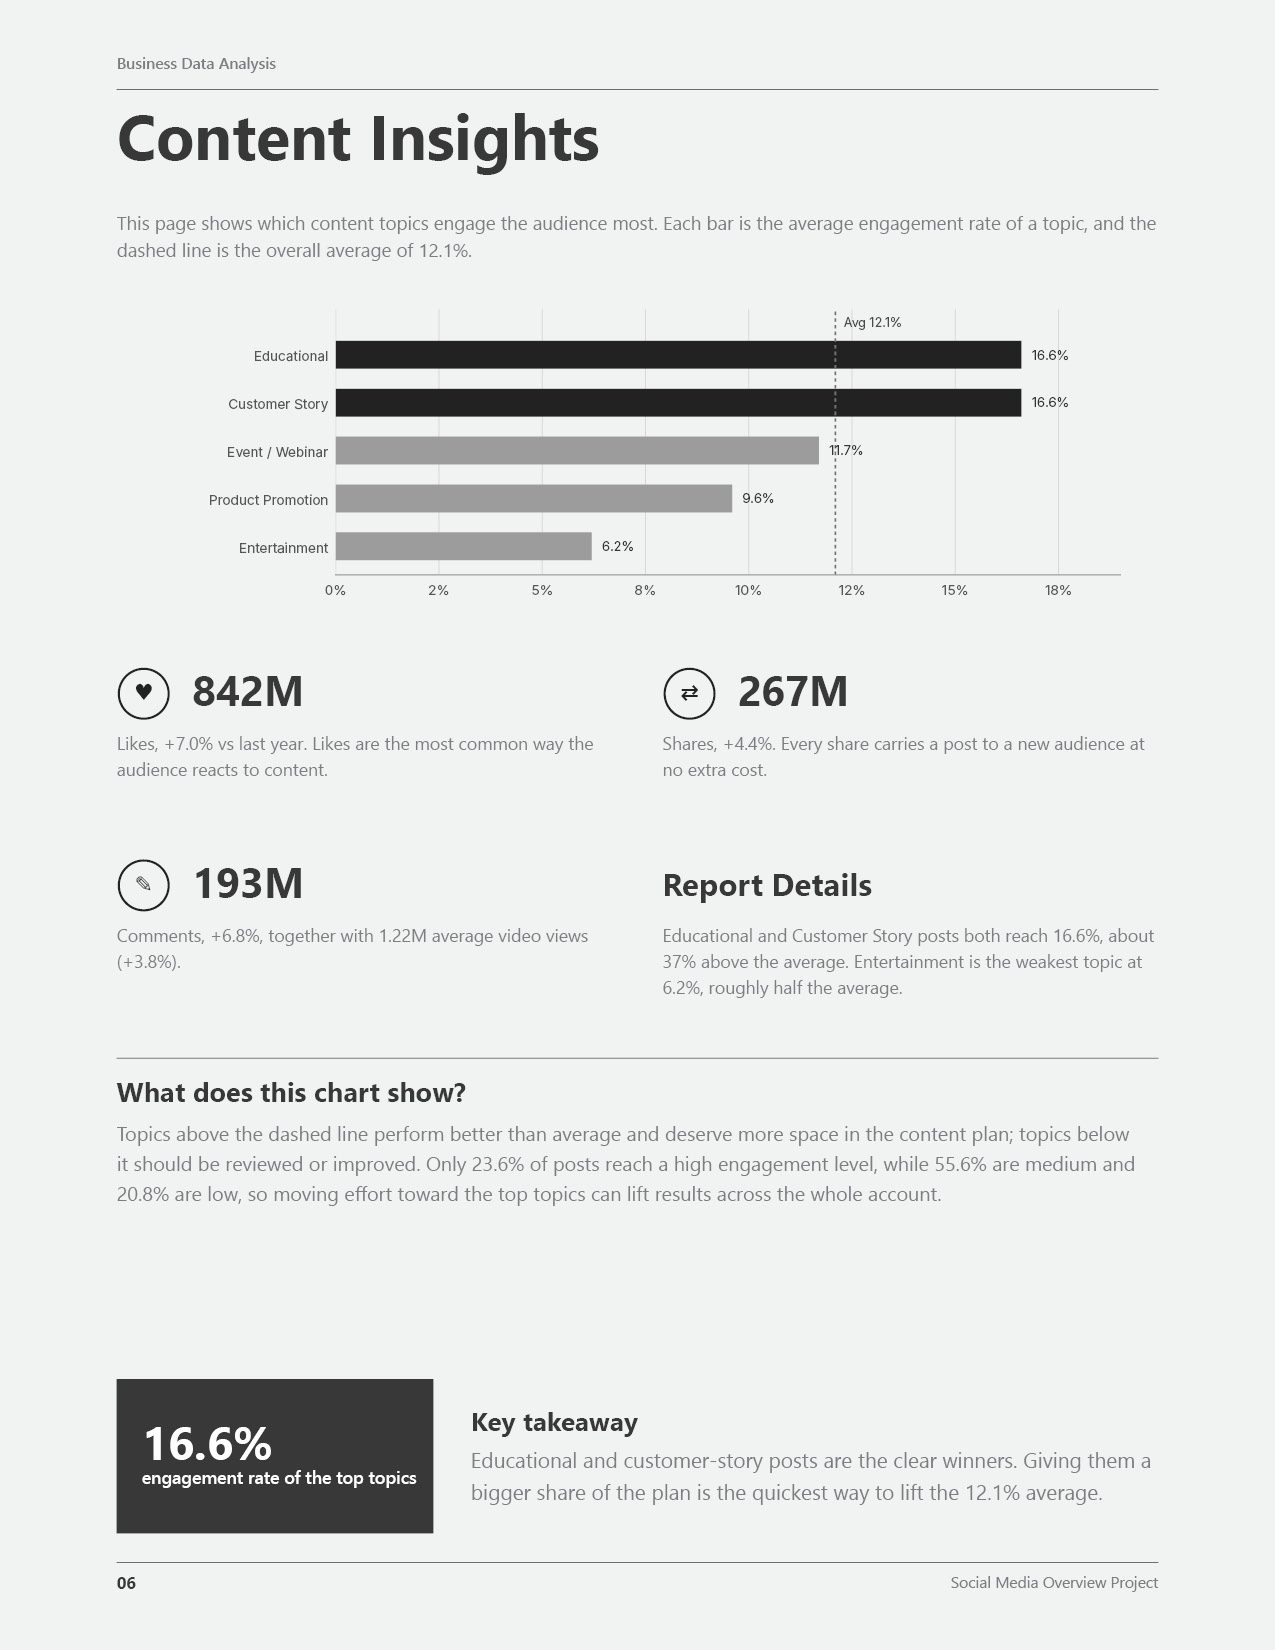 Business Data Analysis
Content Insights
This page shows which content topics engage the audience most. Each bar is the average engagement rate of a topic, and the
dashed line is the overall average of 12.1%.
Avg 12.1%
Educational 16.6%
Customer Story 16.6%
Event / Webinar 11.7%
Product Promotion 9.6%
Entertainment 6.2%
0% 2% 5% 8% 10% 12% 15% 18%
842M
Likes, +7.0% vs last year. Likes are the most common way the
audience reacts to content.
267M
Shares, +4.4%. Every share carries a post to a new audience at
no extra cost.
193M
Comments, +6.8%, together with 1.22M average video views
(+3.8%).
Report Details
Educational and Customer Story posts both reach 16.6%, about
37% above the average. Entertainment is the weakest topic at
6.2%, roughly half the average.
What does this chart show?
Topics above the dashed line perform better than average and deserve more space in the content plan; topics below
it should be reviewed or improved. Only 23.6% of posts reach a high engagement level, while 55.6% are medium and
20.8% are low, so moving effort toward the top topics can lift results across the whole account.
16.6%
engagement rate of the top topics
Key takeaway
Educational and customer-story posts are the clear winners. Giving them a
bigger share of the plan is the quickest way to lift the 12.1% average.
06
Social Media Overview Project